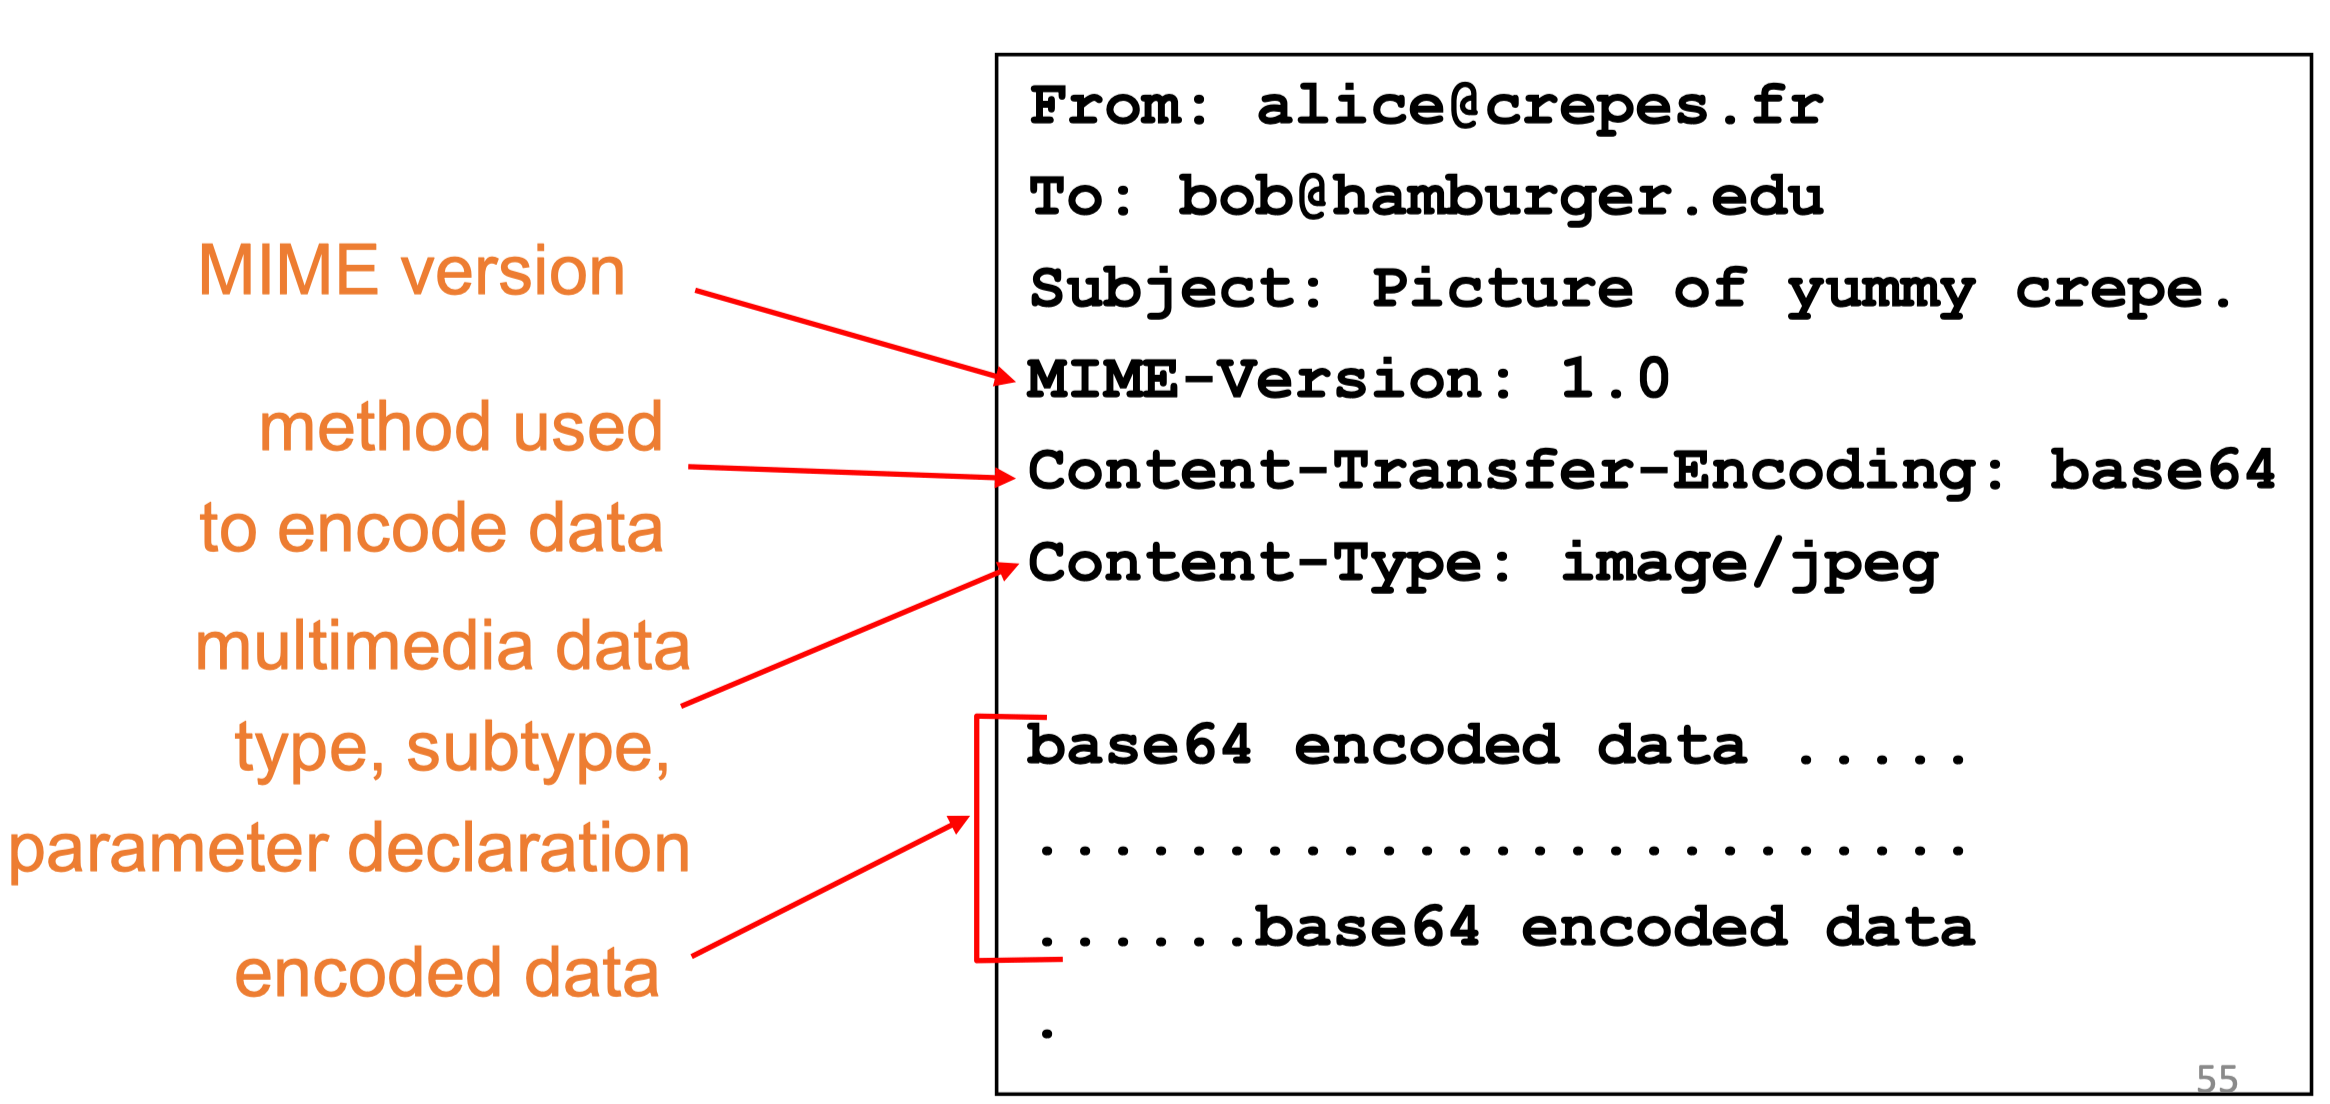 MIME version
method used
to encode data
multimedia data
type, subtype,
parameter declaration
encoded data
From: alice@crepes.fr
To: bob@hamburger.edu
Subject: Picture of yummy crepe.
MIME-Version: 1.0
Content-Transfer-Encoding: base64
Content-Type: image/jpeg
base64 encoded data .....
.........................
......base64 encoded data
.
55